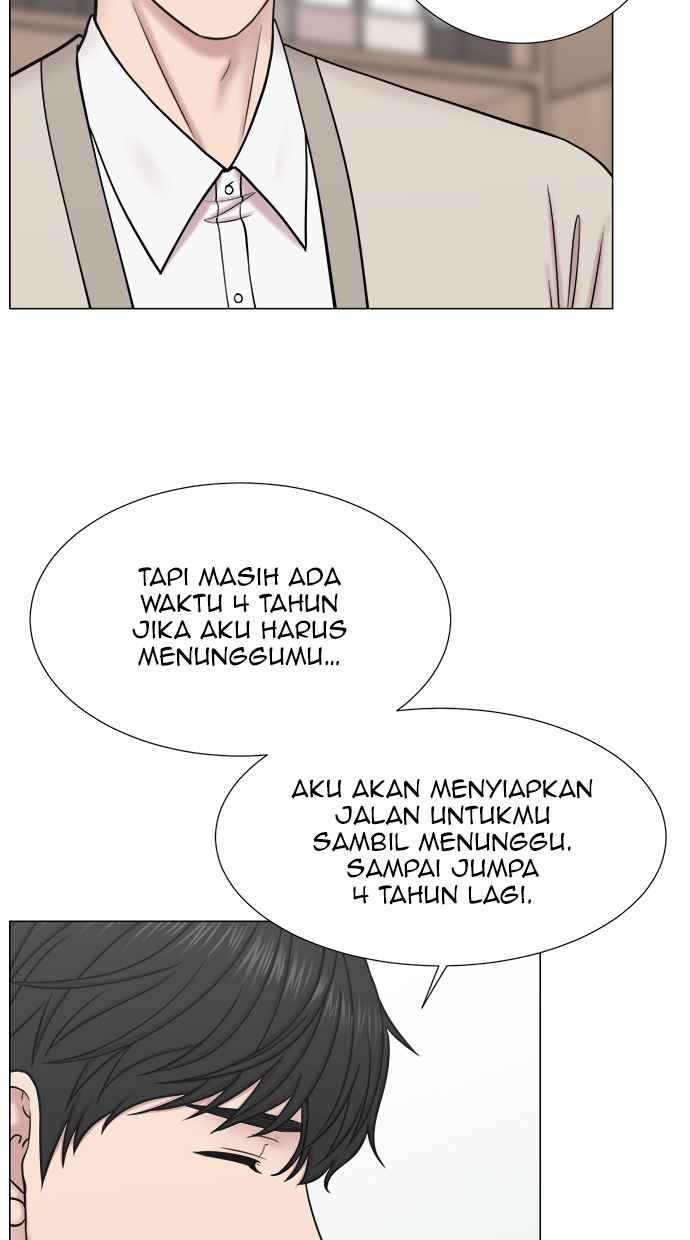 TAPI MASIH ADA
WAKTU 4 TAHUN
JIKA AKU HARUS
MENUNGGUMU...
AKU AKAN MENYIAPKAN
JALAN UNTUKMU
SAMBIL MENUNGGU.
SAMPAI JUMPA
4 TAHUN LAGI.